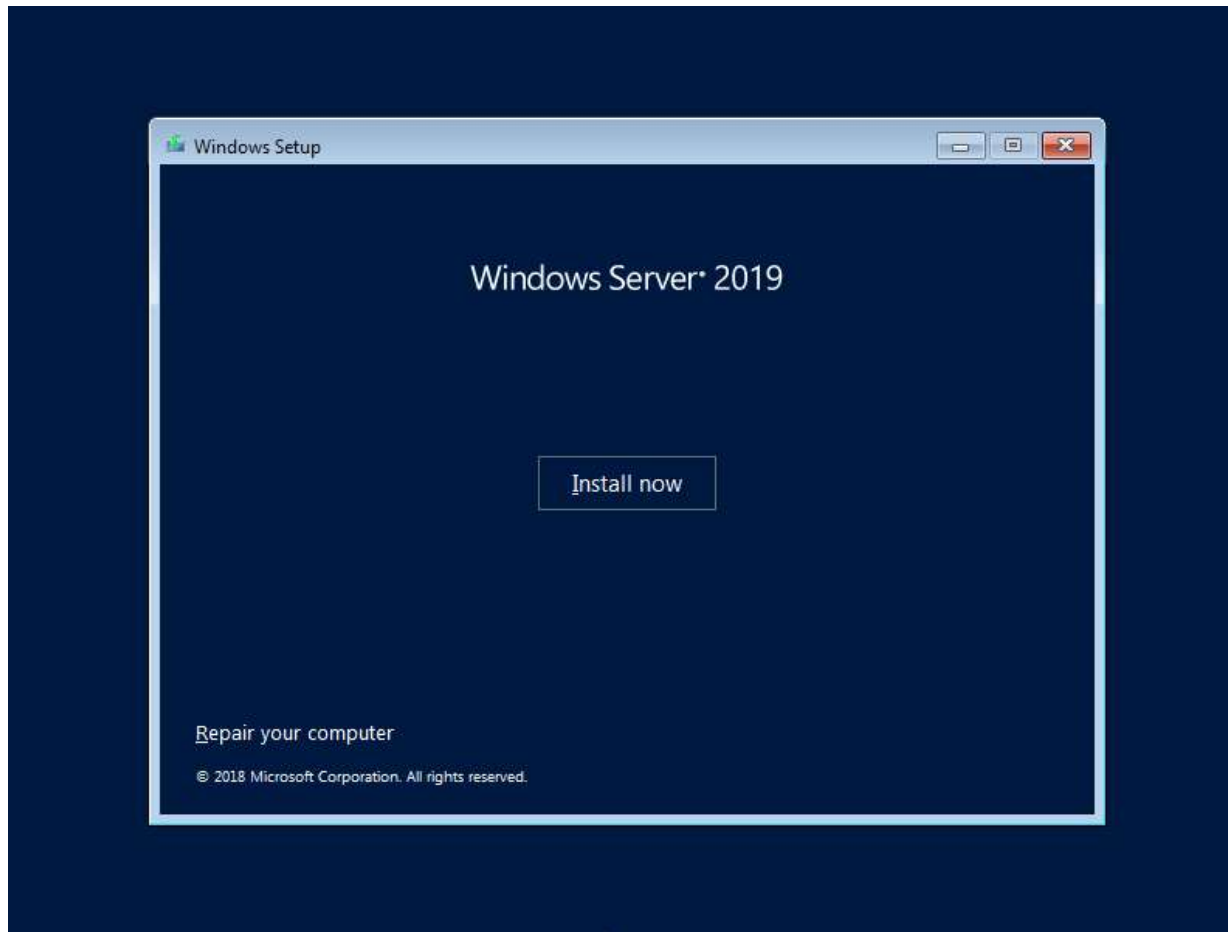 Windows Setup
Windows Server® 2019
Install now
Repair your computer
© 2018 Microsoft Corporation. All rights reserved.